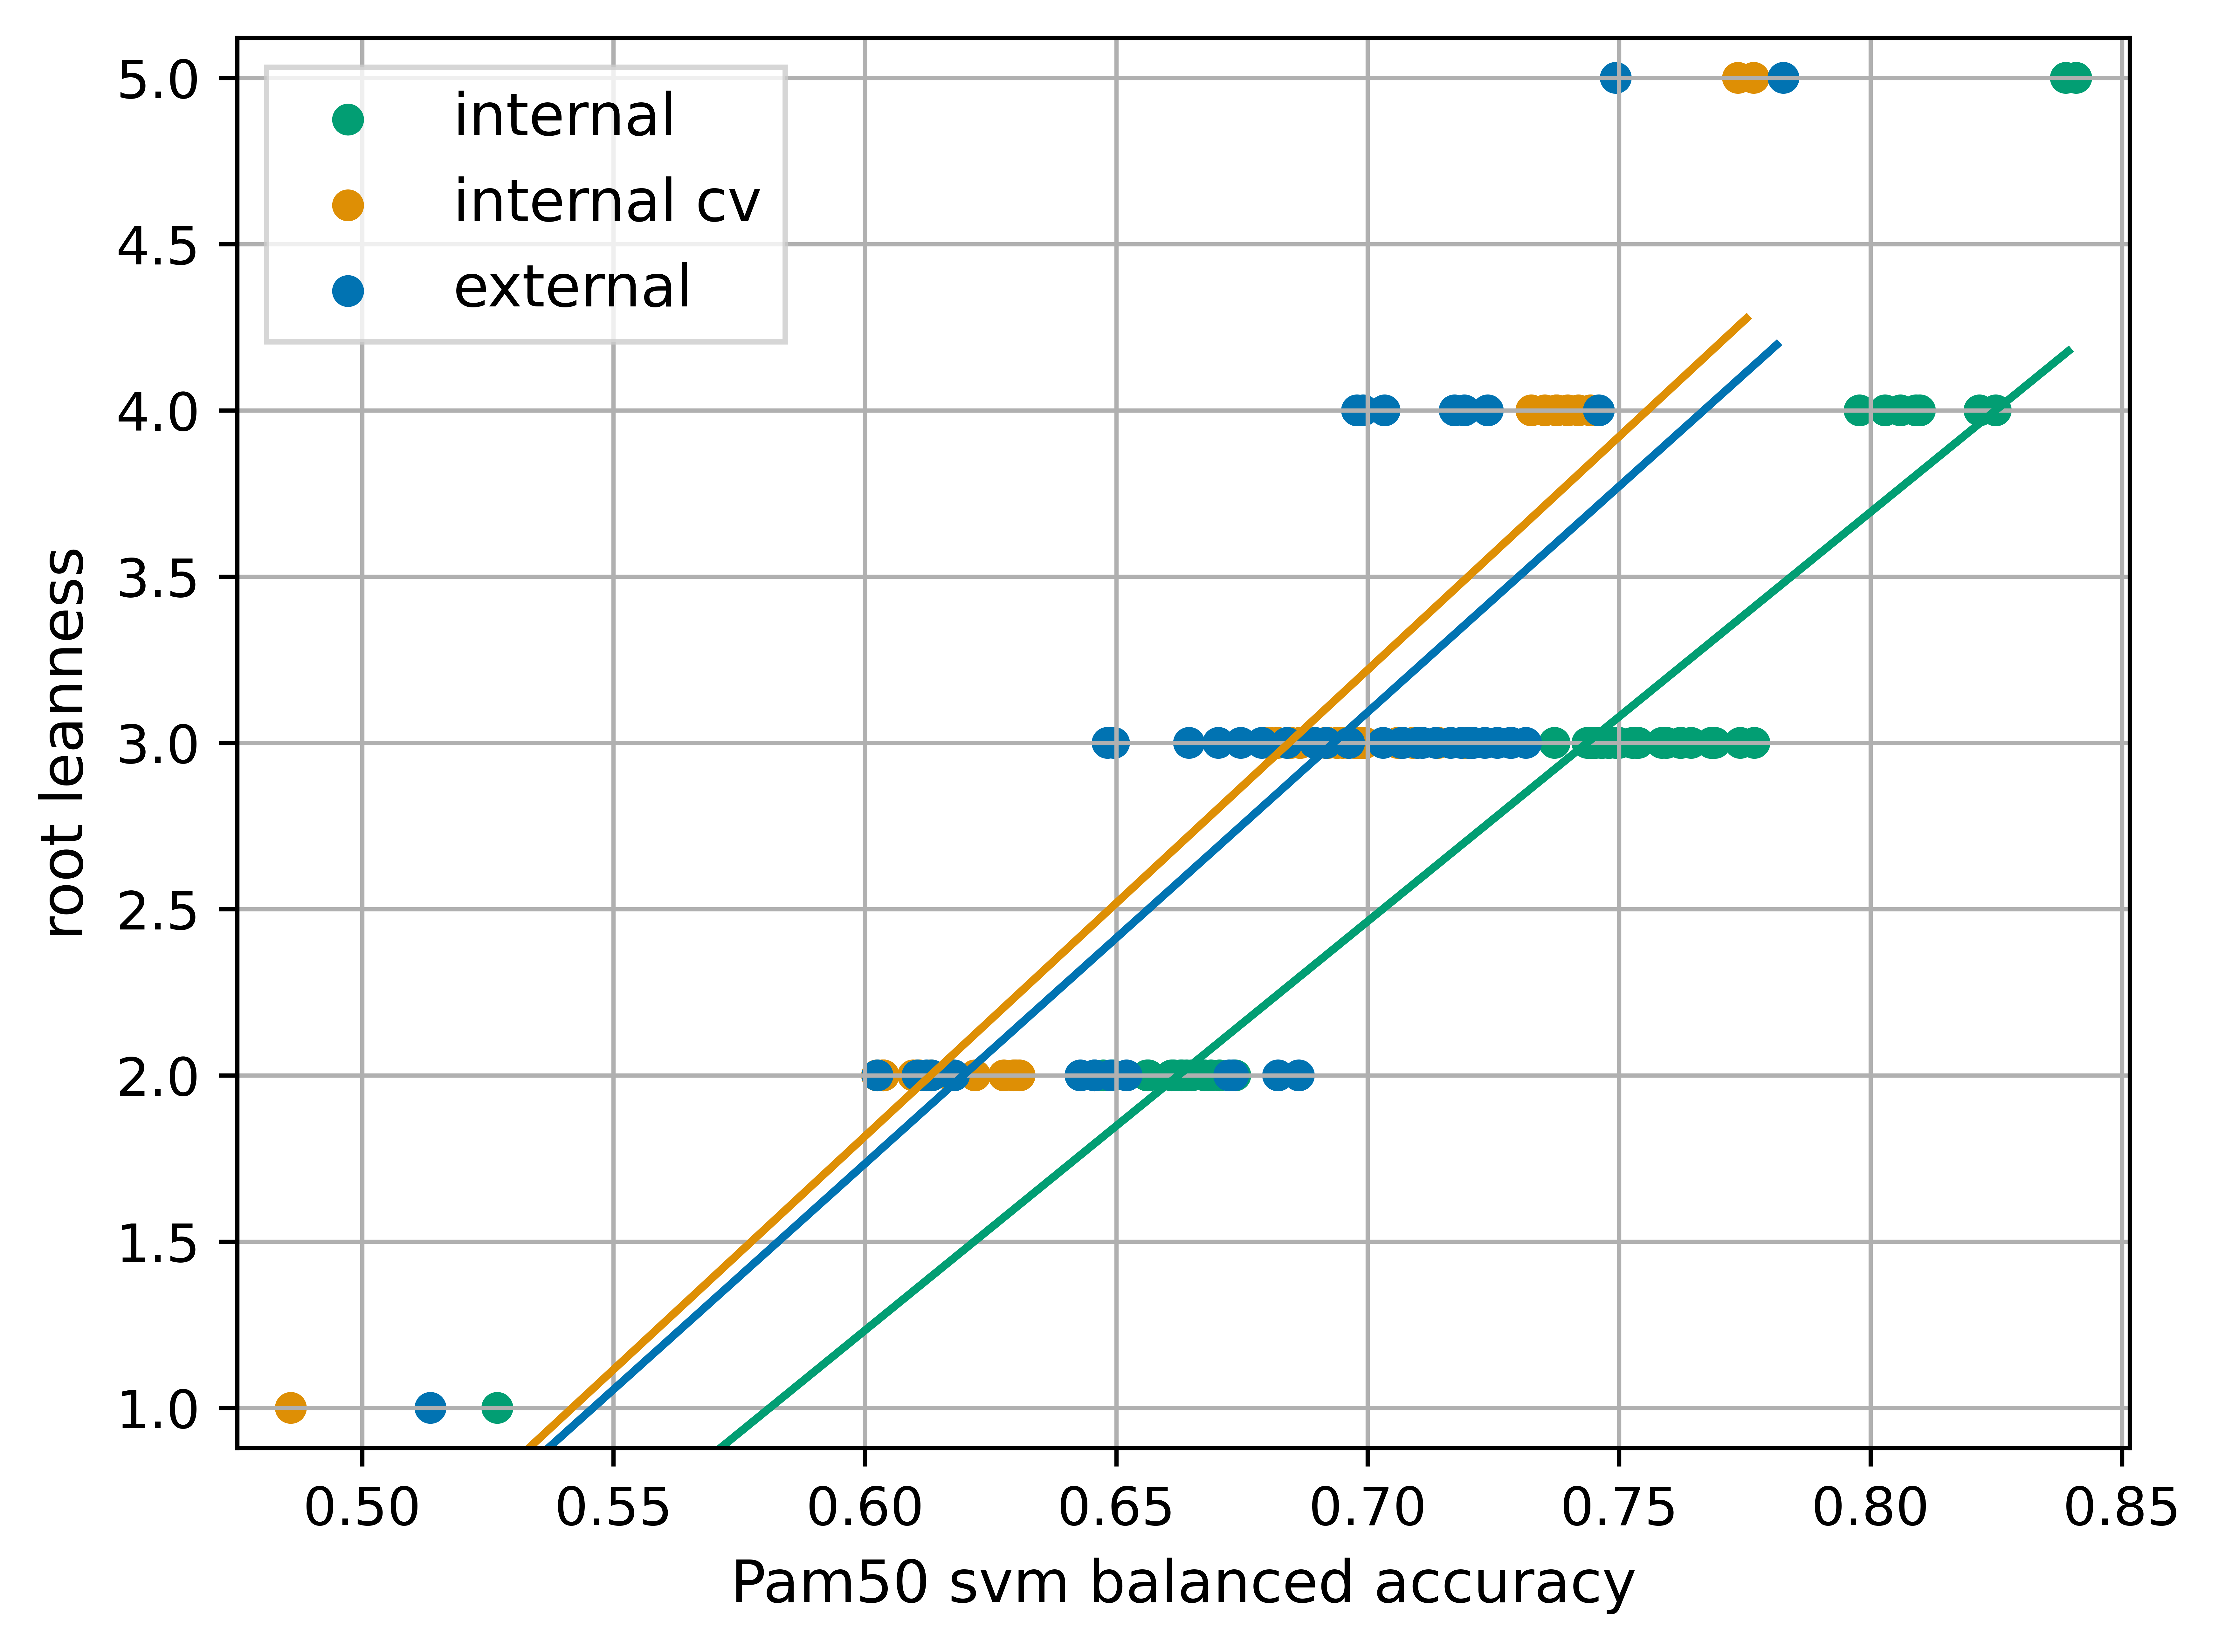 internal
internal cv
external
5.0
4.5
4.0
3.5
3.0
2.5
2.0
1.5
1.0
root leanness
0.50 0.55 0.60 0.65 0.70 0.75 0.80 0.85
Pam50 svm balanced accuracy